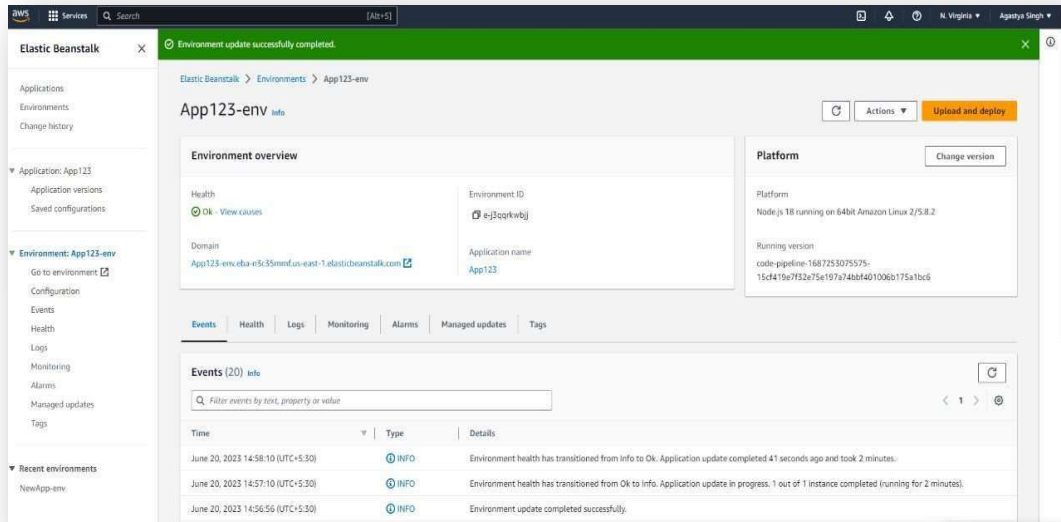 aws Services Search [Alt+S] N. Virginia Agastya Singh
Elastic Beanstalk
Applications
Environments
Change history
Application: App123
Application versions
Saved configurations
Environment: App123-env
Go to environment
Configuration
Events
Health
Logs
Monitoring
Alarms
Managed updates
Tags
Recent environments
NewApp-env
Environment update successfully completed.
Elastic Beanstalk > Environments > App123-env
App123-env Info
Actions Upload and deploy
Environment overview
Health
Ok - View causes
Domain
App123-env.eba-n3c35mmf.us-east-1.elasticbeanstalk.com
Environment ID
e-j3qqrkwbjj
Application name
App123
Platform Change version
Platform
Node.js 18 running on 64bit Amazon Linux 2/5.8.2
Running version
code-pipeline-1687253075575-
15cf419e7f32e75e197a74bbf401006b175a1bc6
Events Health Logs Monitoring Alarms Managed updates Tags
Events (20) Info
Filter events by text, property or value
< 1 >
Time Type Details
June 20, 2023 14:58:10 (UTC+5:30) INFO Environment health has transitioned from Info to Ok. Application update completed 41 seconds ago and took 2 minutes.
June 20, 2023 14:57:10 (UTC+5:30) INFO Environment health has transitioned from Ok to Info. Application update in progress. 1 out of 1 instance completed (running for 2 minutes).
June 20, 2023 14:56:56 (UTC+5:30) INFO Environment update completed successfully.